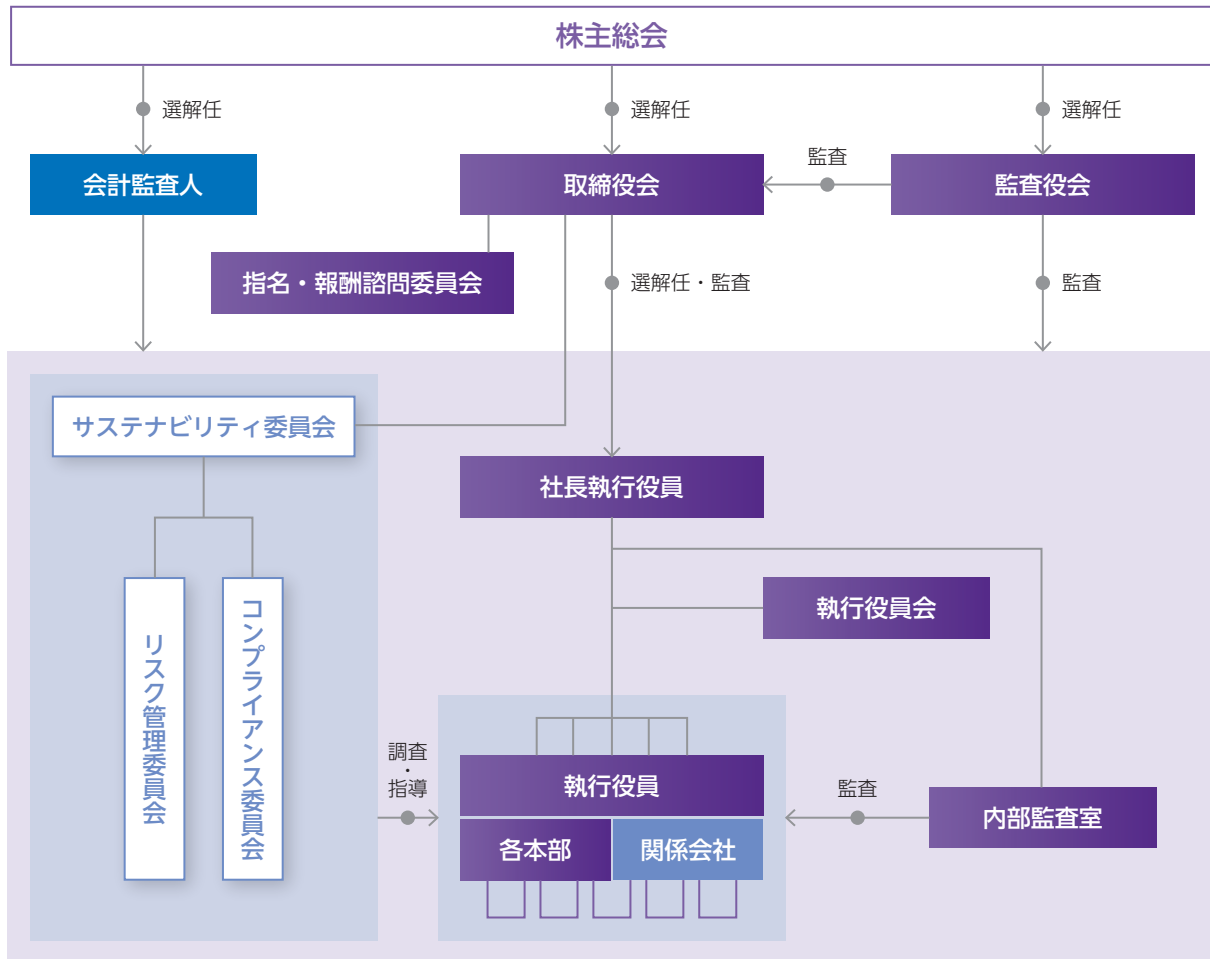 株主総会
選解任
選解任
選解任
会計監査人
取締役会
監査
監査役会
指名・報酬諮問委員会
選解任・監査
監査
サステナビリティ委員会
社長執行役員
リスク管理委員会
コンプライアンス委員会
執行役員会
調査
・
指導
執行役員
各本部
関係会社
監査
内部監査室